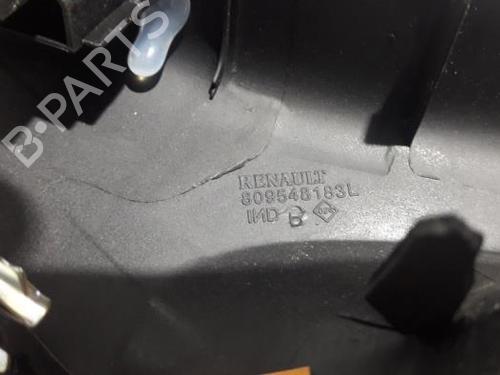 B-PARTS
RENAULT
809548183L
IND B